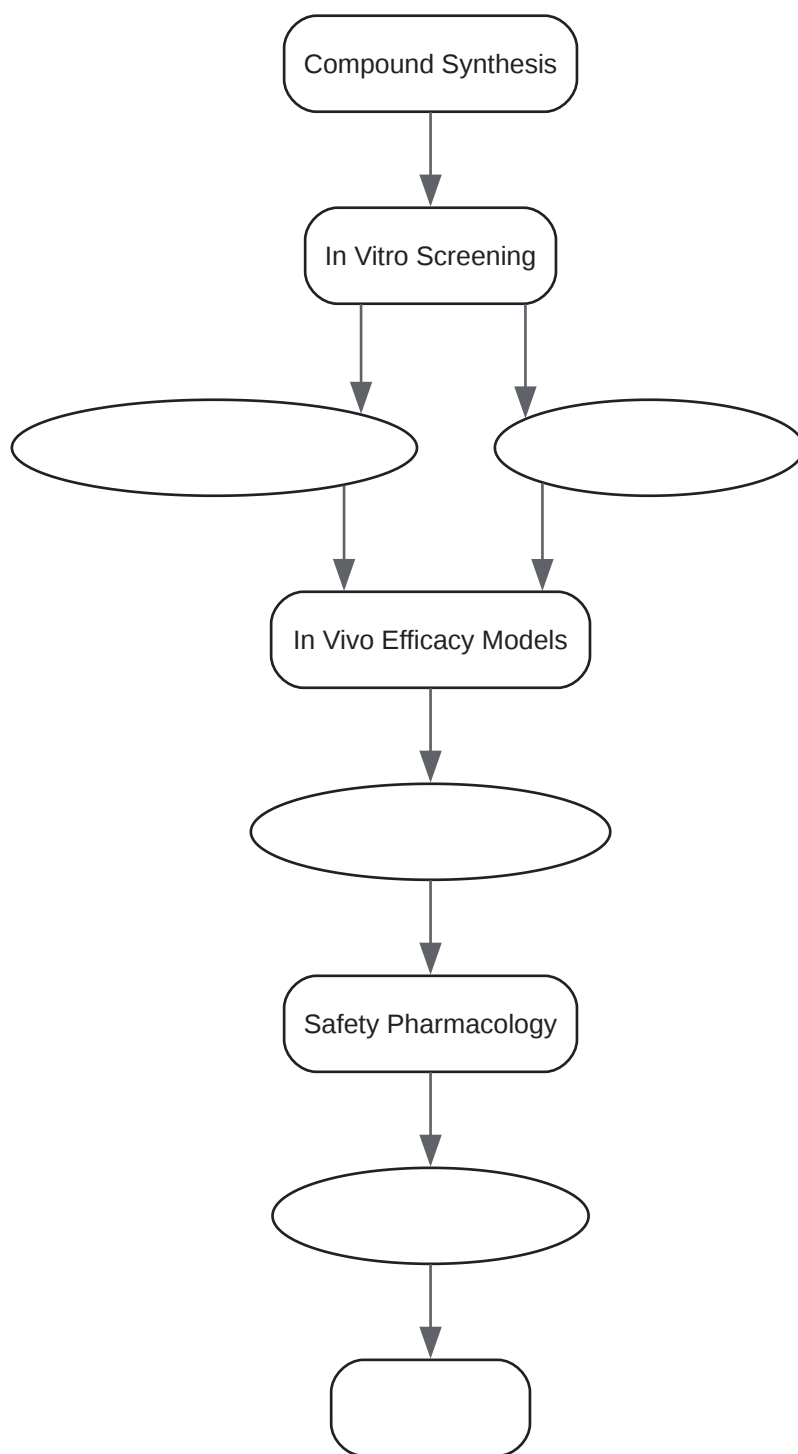 Compound Synthesis
In Vitro Screening
In Vivo Efficacy Models
Safety Pharmacology